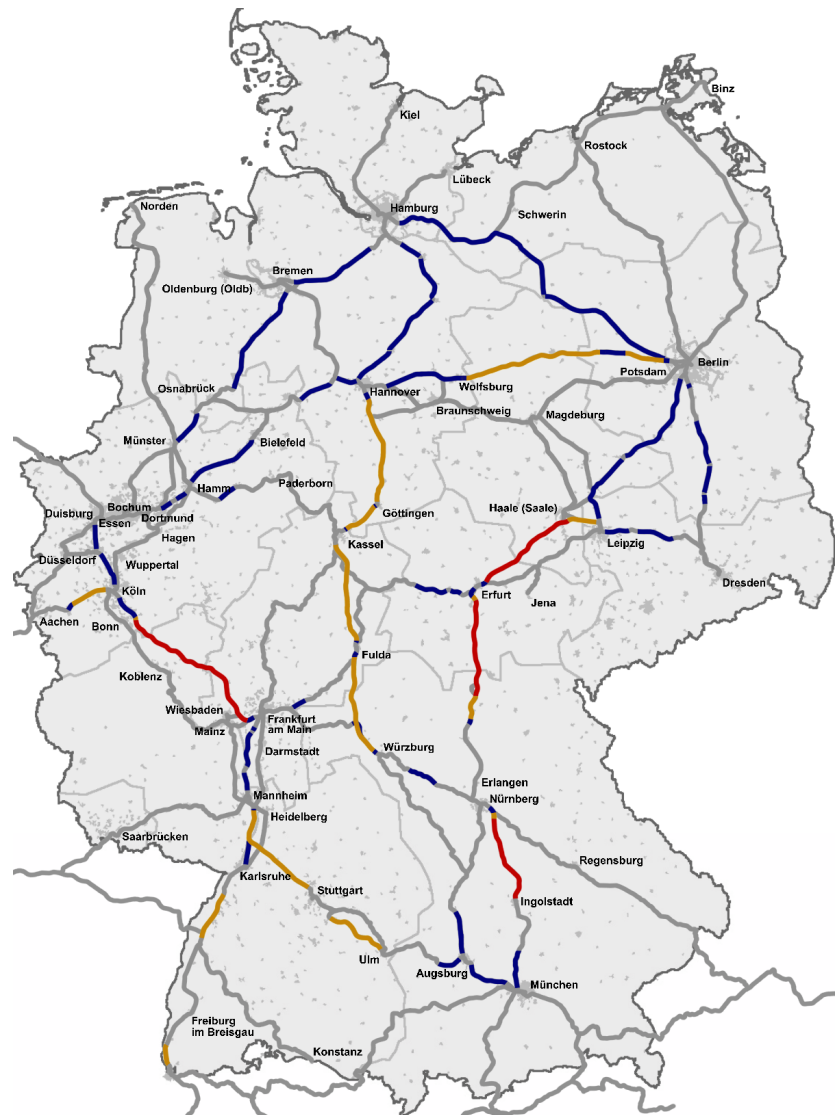 Binz
Kiel
Rostock
Lübeck
Norden
Hamburg
Schwerin
Bremen
Oldenburg (Oldb)
Berlin
Potsdam
Osnabrück
Hannover
Wolfsburg
Braunschweig
Magdeburg
Münster
Bielefeld
Hamm
Paderborn
Bochum
Duisburg
Essen
Dortmund
Göttingen
Haale (Saale)
Hagen
Kassel
Leipzig
Düsseldorf
Wuppertal
Dresden
Köln
Erfurt
Jena
Aachen
Bonn
Fulda
Koblenz
Wiesbaden
Frankfurt
am Main
Mainz
Darmstadt
Würzburg
Erlangen
Mannheim
Nürnberg
Heidelberg
Saarbrücken
Regensburg
Karlsruhe
Stuttgart
Ingolstadt
Ulm
Augsburg
München
Freiburg
im Breisgau
Konstanz